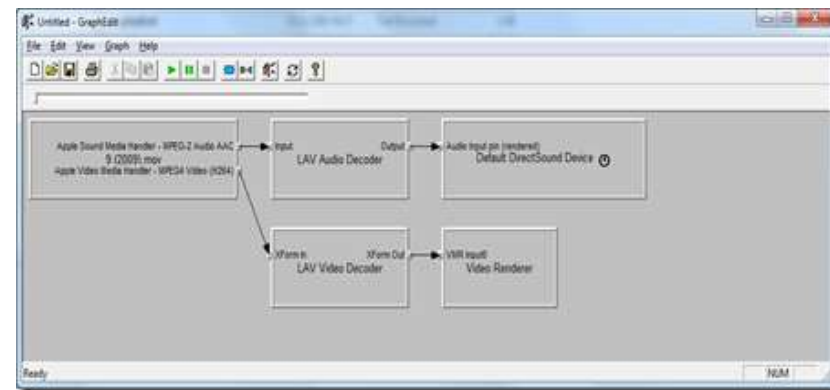 Untitled - GraphEdit
File Edit View Graph Help
Apple Sound Media Handler - MPEG-2 Audio AAC
9 (2009).mov
Apple Video Media Handler - MPEG4 Video (H264)
Input Output
LAV Audio Decoder
Audio Input pin (rendered)
Default DirectSound Device
XForm In XForm Out
LAV Video Decoder
VMR Input0
Video Renderer
Ready NUM